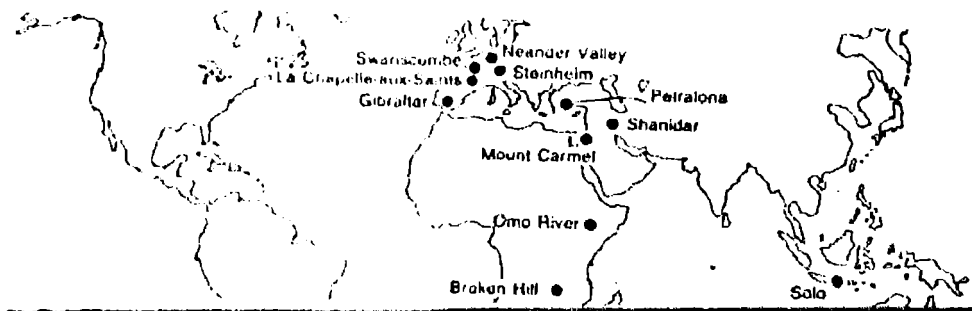 Neander Valley
Swanscombe
Steinheim
La Chapelle-aux-Saints
Gibraltar
Petralona
Shanidar
Mount Carmel
Omo River
Broken Hill
Solo